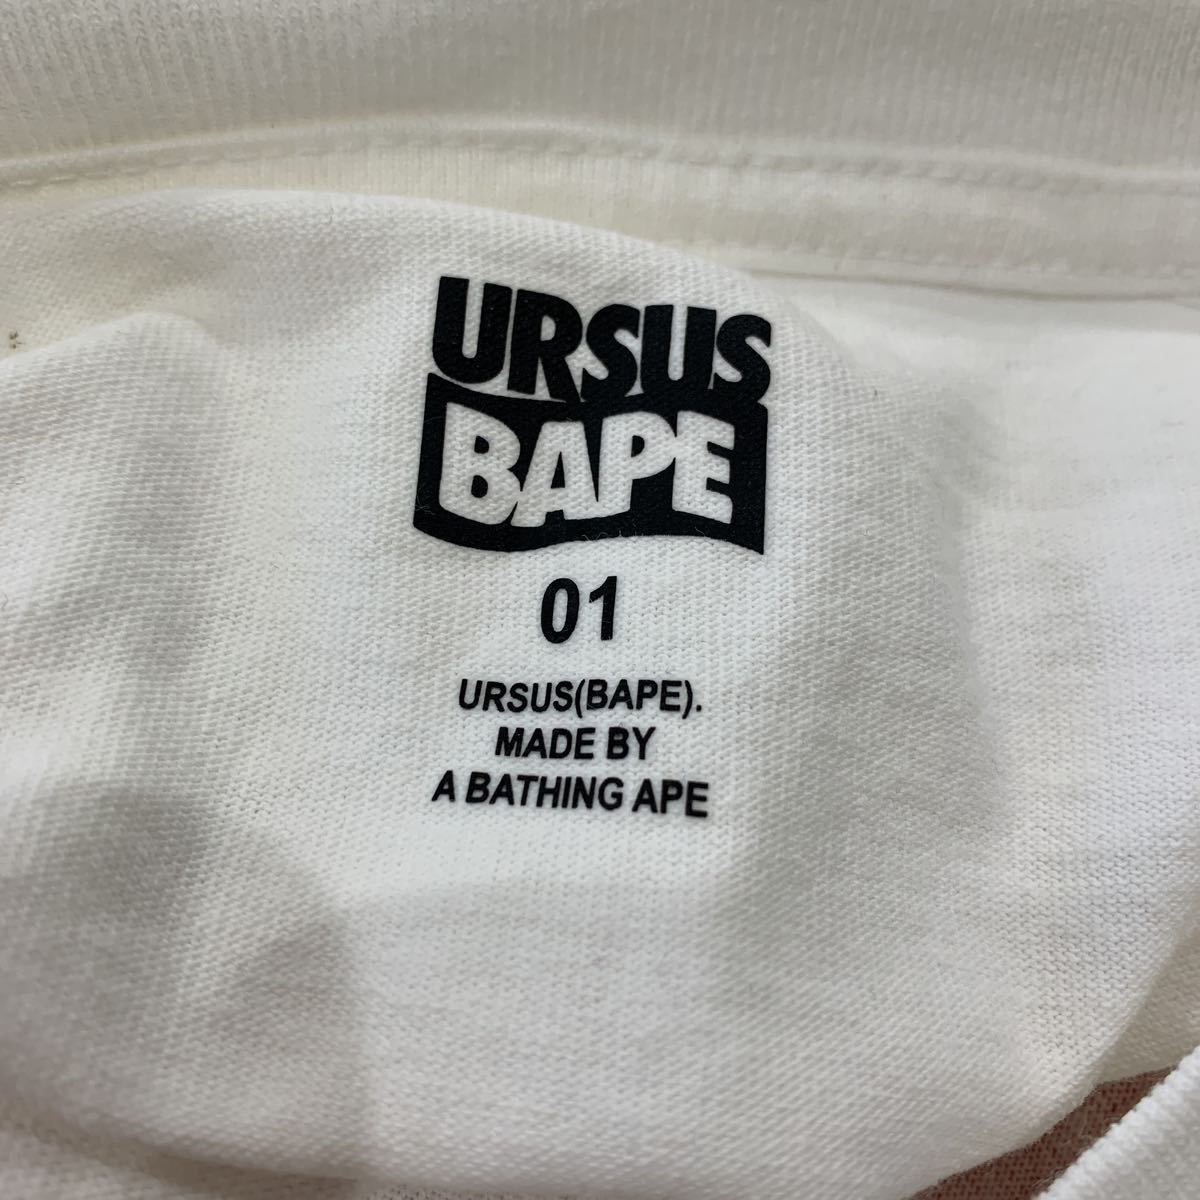 URSUS
BAPE
01
URSUS(BAPE).
MADE BY
A BATHING APE